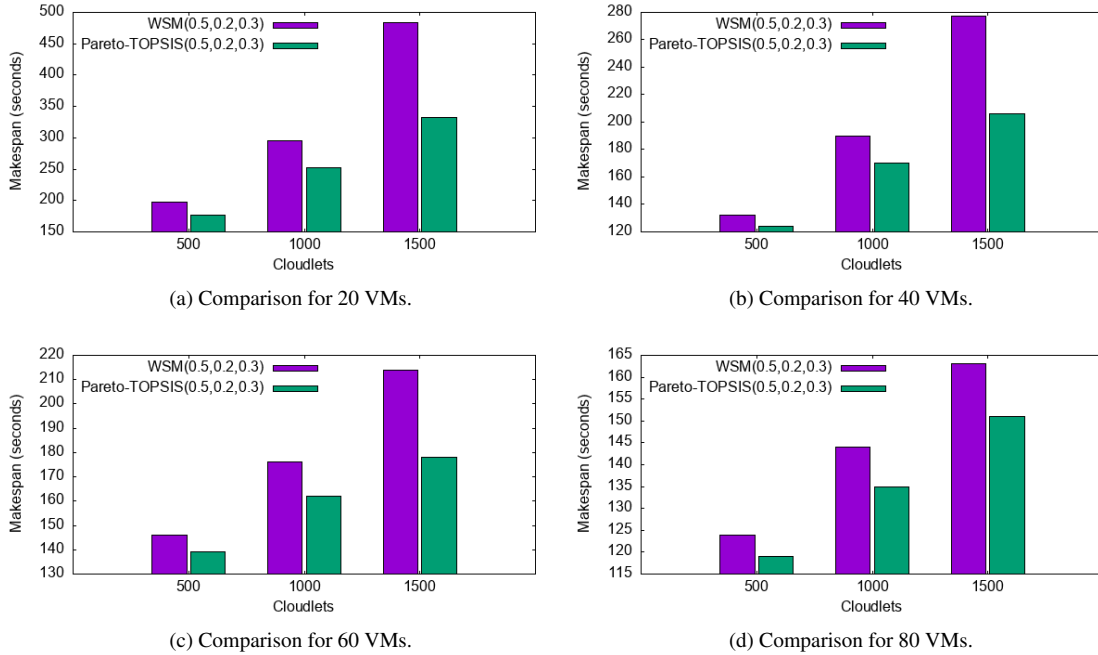 500
450
400
350
300
250
200
150
Makespan (seconds)
WSM(0.5,0.2,0.3)
Pareto-TOPSIS(0.5,0.2,0.3)
500 1000 1500
Cloudlets
(a) Comparison for 20 VMs.
280
260
240
220
200
180
160
140
120
Makespan (seconds)
WSM(0.5,0.2,0.3)
Pareto-TOPSIS(0.5,0.2,0.3)
500 1000 1500
Cloudlets
(b) Comparison for 40 VMs.
220
210
200
190
180
170
160
150
140
130
Makespan (seconds)
WSM(0.5,0.2,0.3)
Pareto-TOPSIS(0.5,0.2,0.3)
500 1000 1500
Cloudlets
(c) Comparison for 60 VMs.
165
160
155
150
145
140
135
130
125
120
115
Makespan (seconds)
WSM(0.5,0.2,0.3)
Pareto-TOPSIS(0.5,0.2,0.3)
500 1000 1500
Cloudlets
(d) Comparison for 80 VMs.